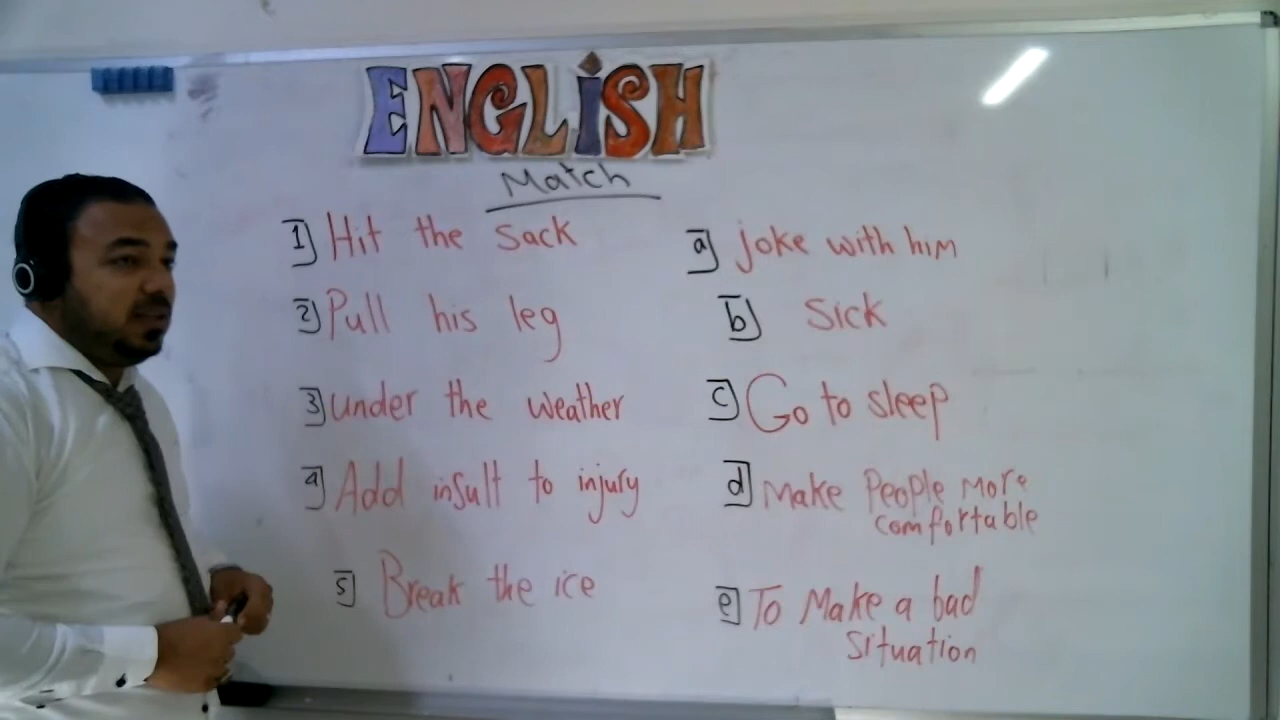 ENGLiSH
Match
1] Hit the sack
a] joke with him
2] Pull his leg
b] Sick
3] under the weather
c] Go to sleep
4] Add insult to injury
d] Make People More
comfortable
5] Break the ice
e] To Make a bad
situation